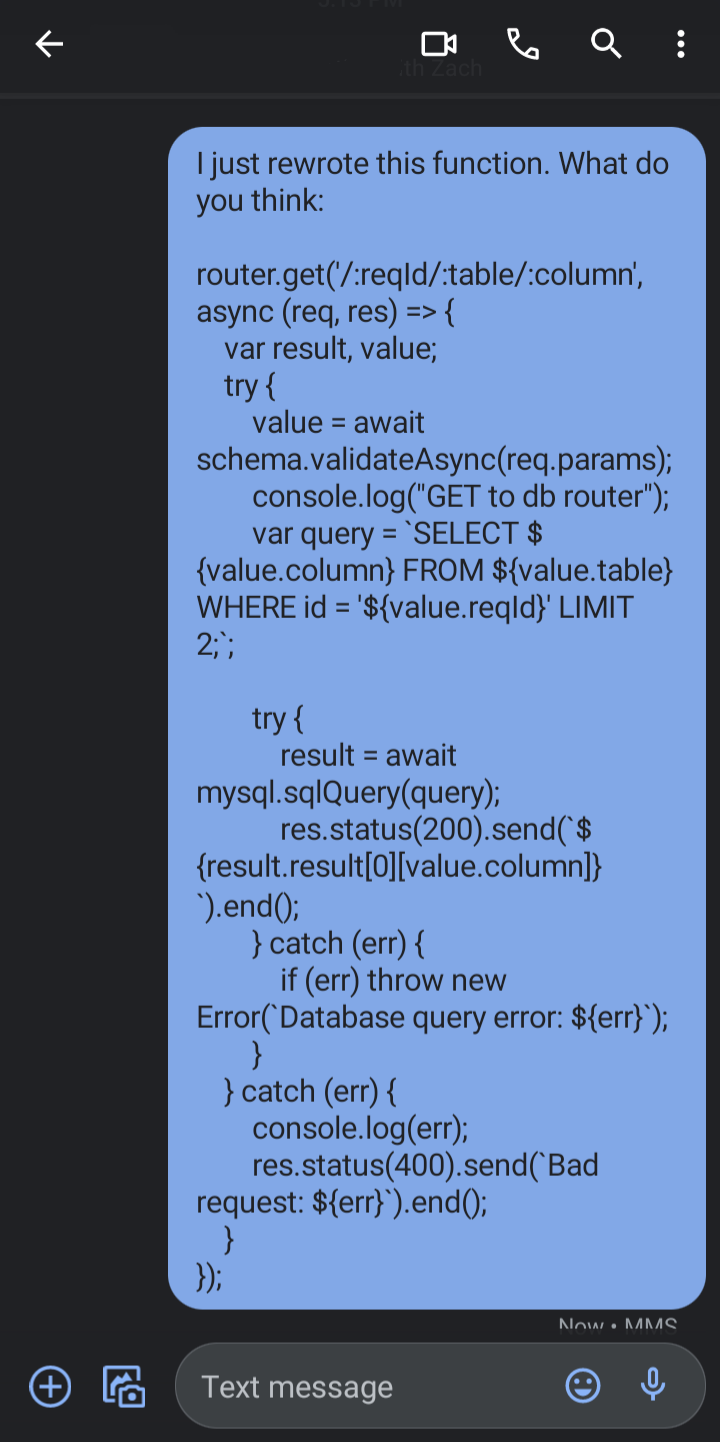 th Zach
I just rewrote this function. What do
you think:
router.get('/:reqId/:table/:column',
async (req, res) => {
var result, value;
try {
value = await
schema.validateAsync(req.params);
console.log("GET to db router");
var query = `SELECT $
{value.column} FROM ${value.table}
WHERE id = '${value.reqId}' LIMIT
2;`;
try {
result = await
mysql.sqlQuery(query);
res.status(200).send(`$
{result.result[0][value.column]}
`).end();
} catch (err) {
if (err) throw new
Error(`Database query error: ${err}`);
}
} catch (err) {
console.log(err);
res.status(400).send(`Bad
request: ${err}`).end();
}
});
Now • MMS
Text message